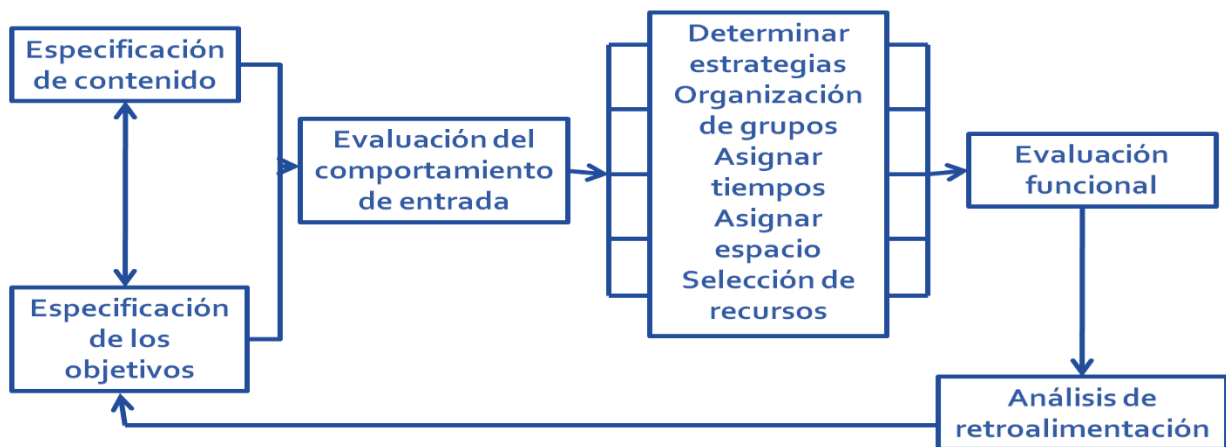 Especificación
de contenido
Especificación
de los
objetivos
Evaluación del
comportamiento
de entrada
Determinar
estrategias
Organización
de grupos
Asignar
tiempos
Asignar
espacio
Selección de
recursos
Evaluación
funcional
Análisis de
retroalimentación